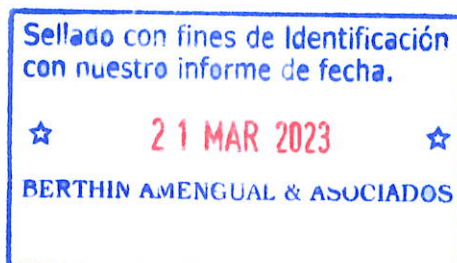 Sellado con fines de Identificación
con nuestro informe de fecha.
☆ 21 MAR 2023 ☆
BERTHIN AMENGUAL & ASOCIADOS